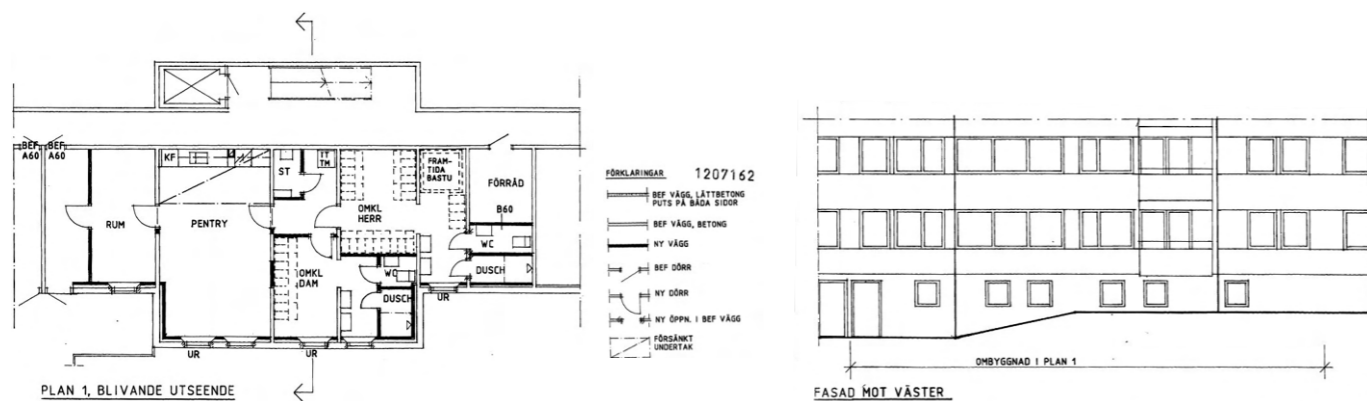 BEF BEF
A60 A60
KF
ST
TT
TM
FRAM-
TIDA
BASTU
FÖRRÅD
B60
OMKL
HERR
RUM
PENTRY
WC
DUSCH
OMKL
DAM
WC
DUSCH
UR
UR
UR
PLAN 1, BLIVANDE UTSEENDE
FÖRKLARINGAR 1207162
BEF VÄGG, LÄTTBETONG
PUTS PÅ BÅDA SIDOR
BEF VÄGG, BETONG
NY VÄGG
BEF DÖRR
NY DÖRR
NY ÖPPN. I BEF VÄGG
FÖRSÄNKT
UNDERTAK
OMBYGGNAD I PLAN 1
FASAD MOT VÄSTER